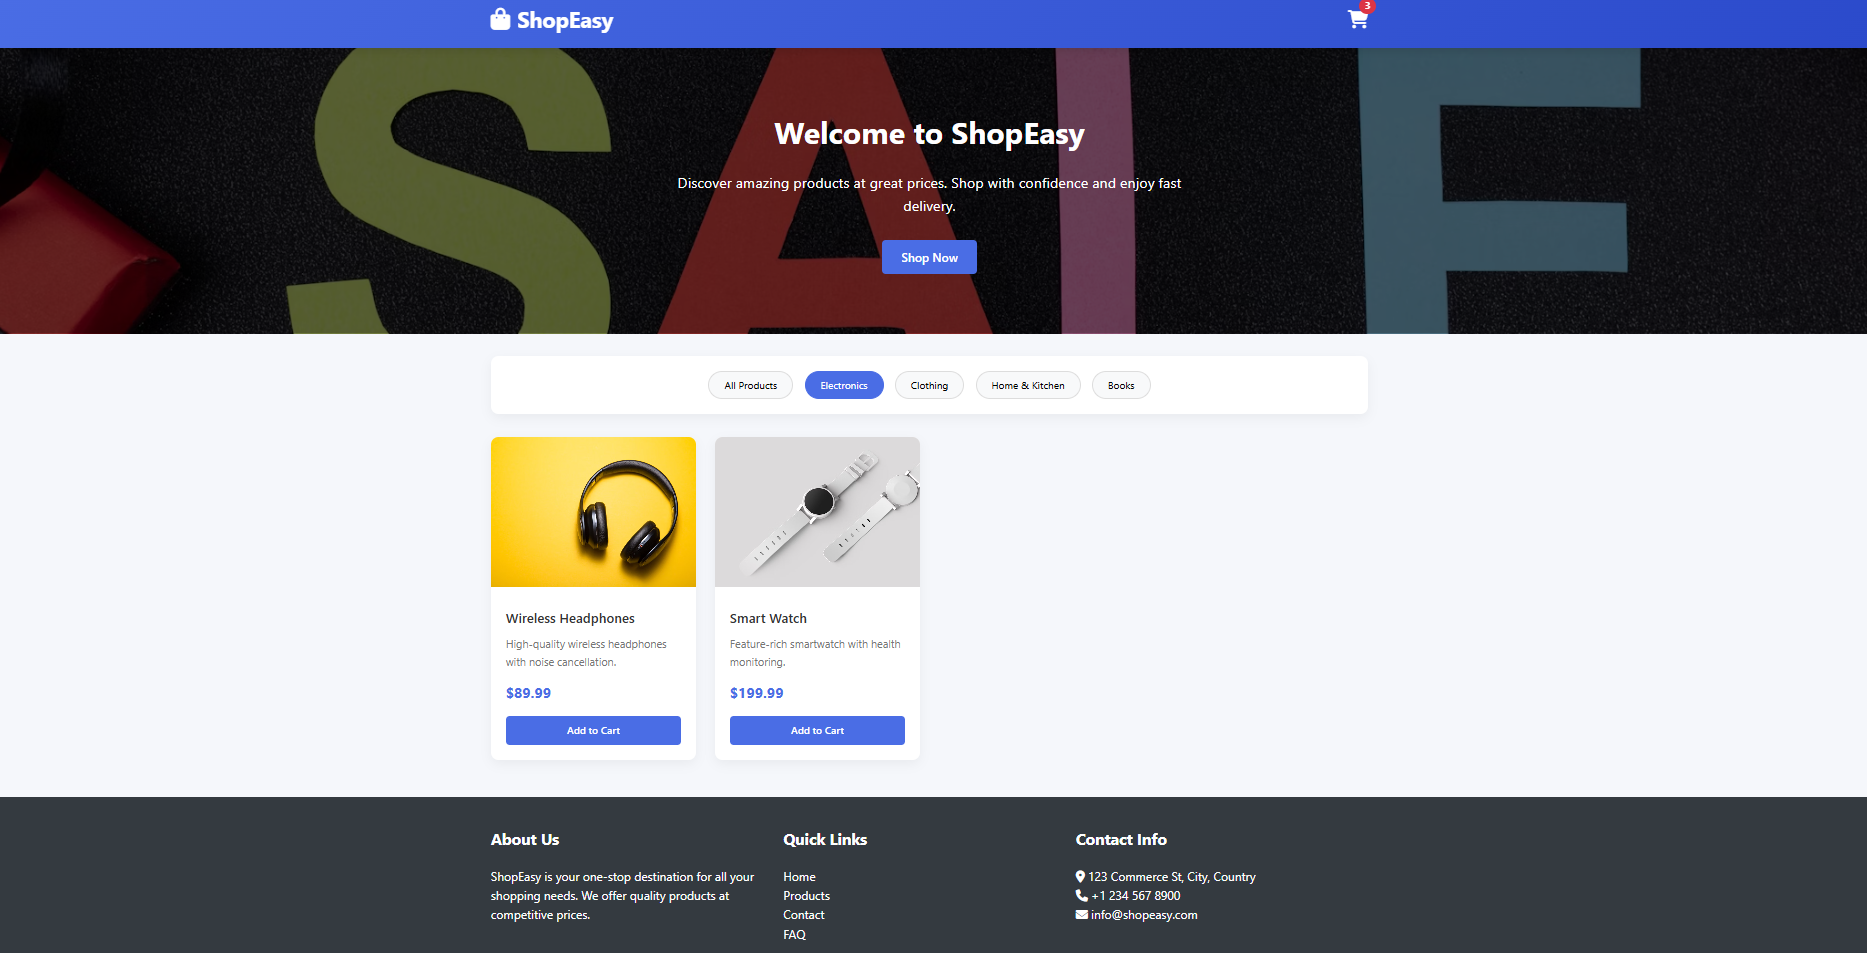 ShopEasy
3
SALE
Welcome to ShopEasy
Discover amazing products at great prices. Shop with confidence and enjoy fast
delivery.
Shop Now
All Products
Electronics
Clothing
Home & Kitchen
Books
Wireless Headphones
High-quality wireless headphones
with noise cancellation.
$89.99
Add to Cart
Smart Watch
Feature-rich smartwatch with health
monitoring.
$199.99
Add to Cart
About Us
ShopEasy is your one-stop destination for all your
shopping needs. We offer quality products at
competitive prices.
Quick Links
Home
Products
Contact
FAQ
Contact Info
123 Commerce St, City, Country
+1 234 567 8900
info@shopeasy.com